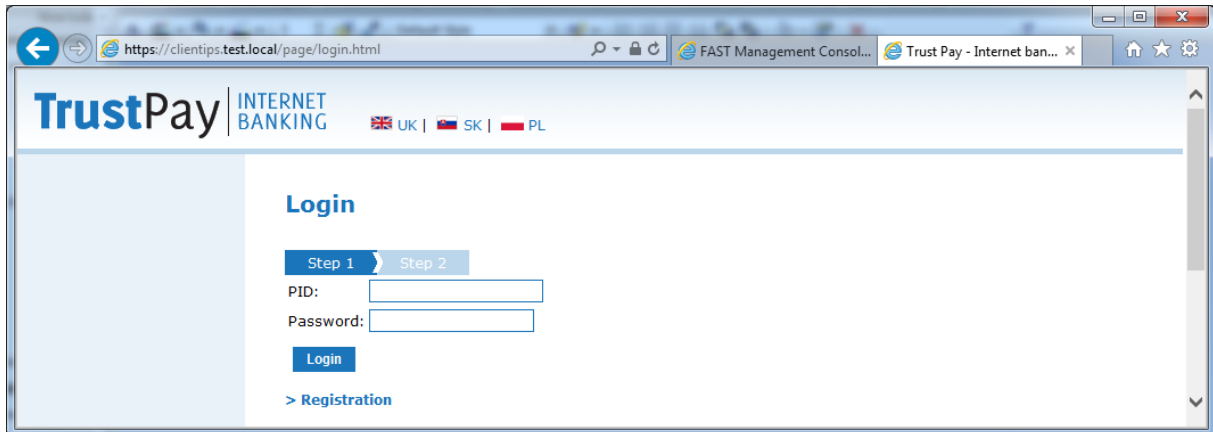 https://clientips.test.local/page/login.html
FAST Management Consol...
Trust Pay - Internet ban...
TrustPay INTERNET BANKING
UK | SK | PL
Login
Step 1 Step 2
PID:
Password:
Login
> Registration